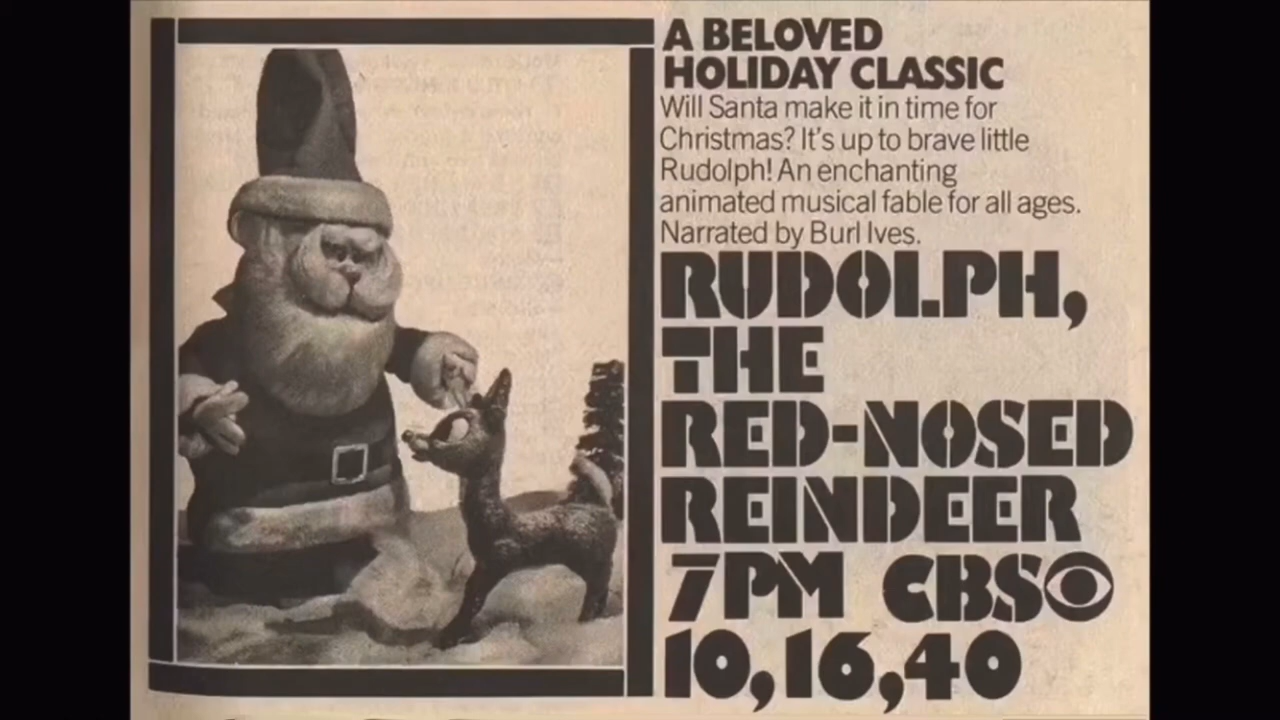 A BELOVED
HOLIDAY CLASSIC
Will Santa make it in time for
Christmas? It's up to brave little
Rudolph! An enchanting
animated musical fable for all ages.
Narrated by Burl Ives.
RUDOLPH,
THE
RED-NOSED
REINDEER
7PM CBS
10,16,40